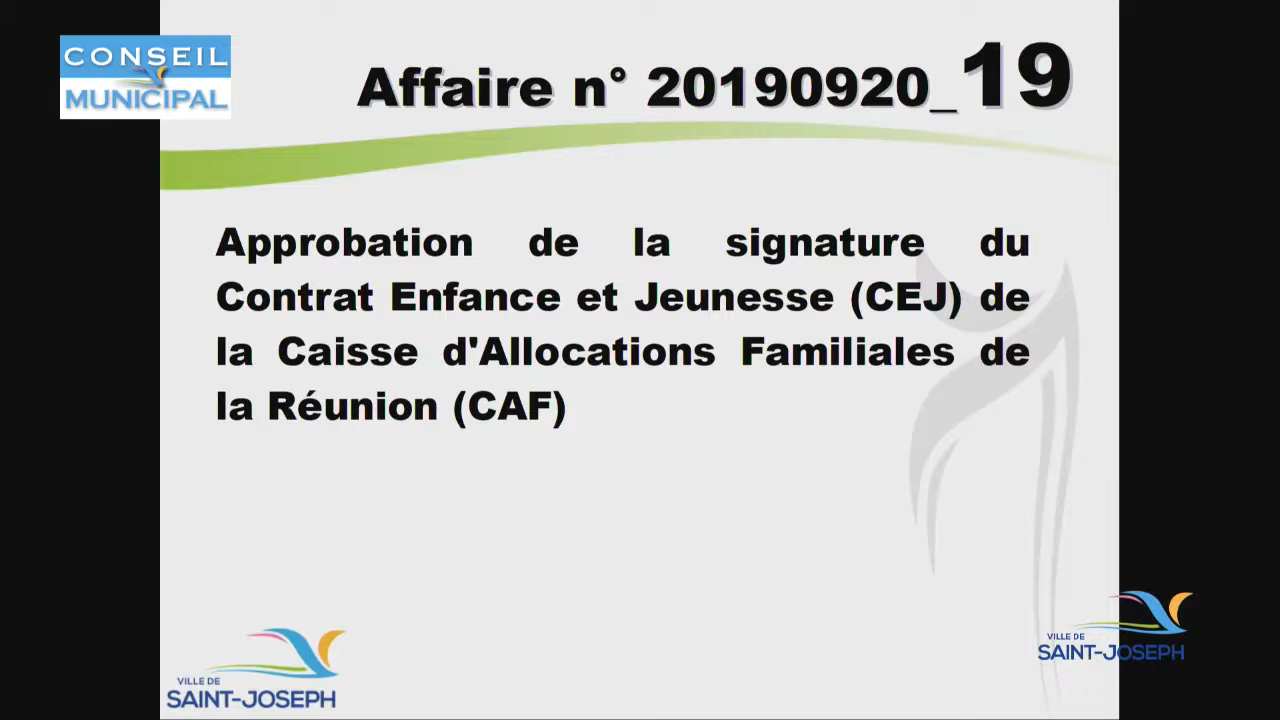 CONSEIL
MUNICIPAL
Affaire n° 20190920_19
Approbation de la signature du
Contrat Enfance et Jeunesse (CEJ) de
la Caisse d'Allocations Familiales de
la Réunion (CAF)
VILLE DE
SAINT-JOSEPH
VILLE DE
SAINT-JOSEPH